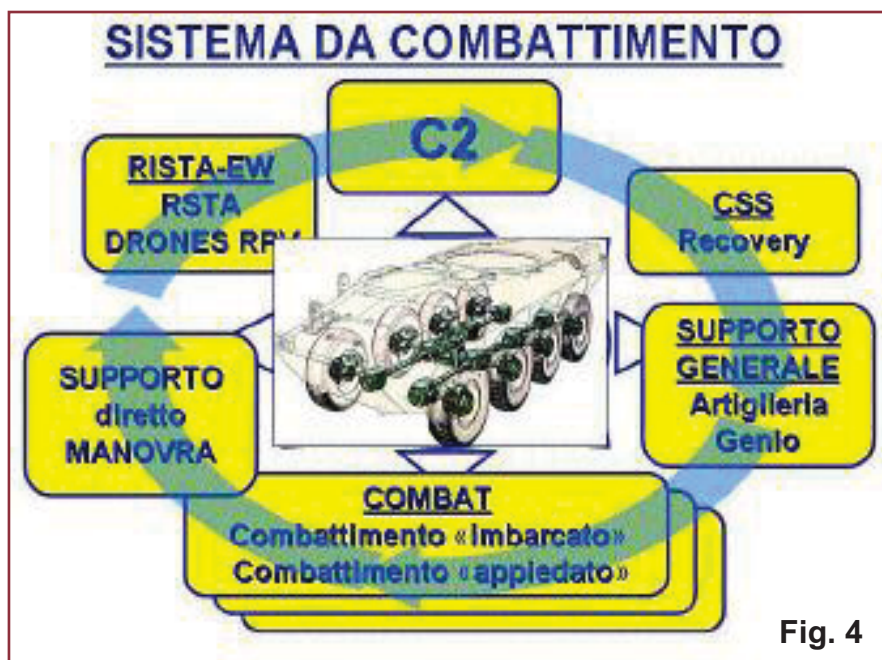 SISTEMA DA COMBATTIMENTO
C2
RISTA-EW
RSTA
DRONES RPV
CSS
Recovery
SUPPORTO
diretto
MANOVRA
SUPPORTO
GENERALE
Artiglieria
Genio
COMBAT
Combattimento «imbarcato»
Combattimento «appiedato»
Fig. 4